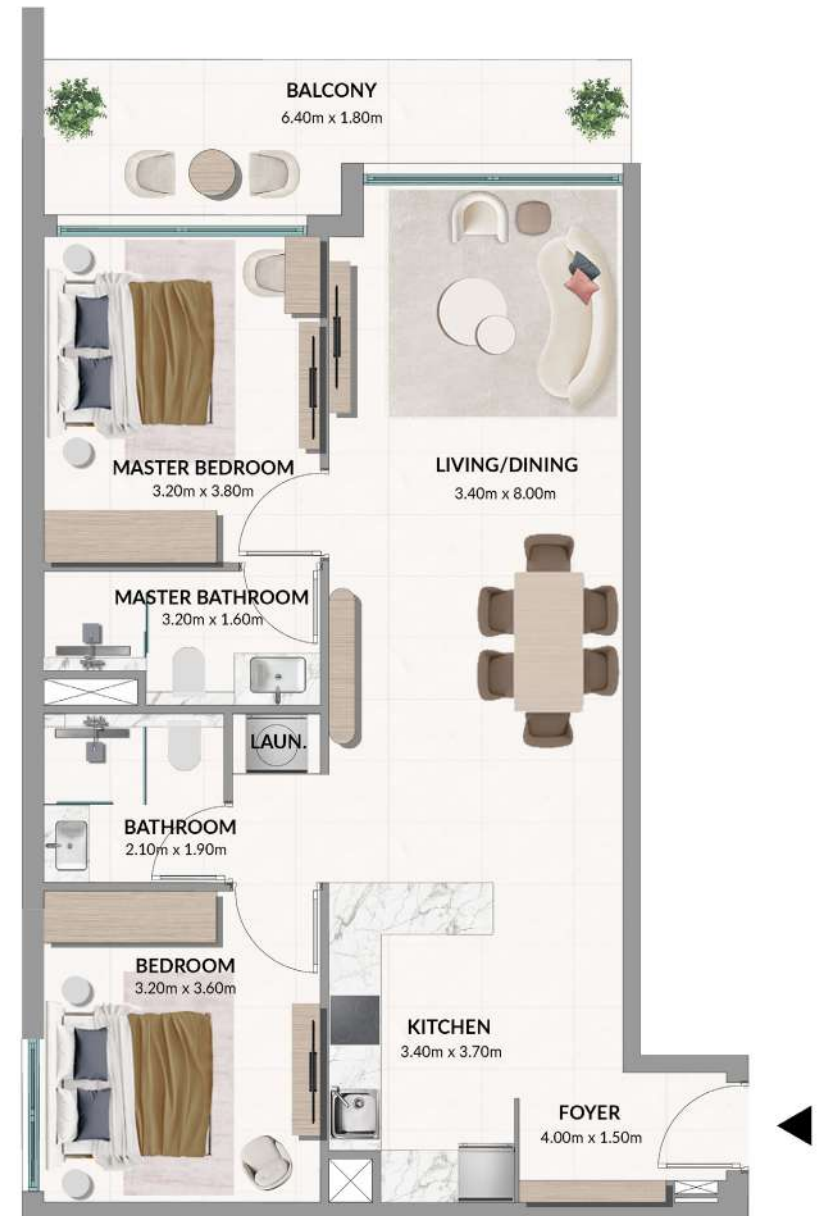 BALCONY
6.40m x 1.80m
MASTER BEDROOM
3.20m x 3.80m
LIVING/DINING
3.40m x 8.00m
MASTER BATHROOM
3.20m x 1.60m
LAUN.
BATHROOM
2.10m x 1.90m
BEDROOM
3.20m x 3.60m
KITCHEN
3.40m x 3.70m
FOYER
4.00m x 1.50m